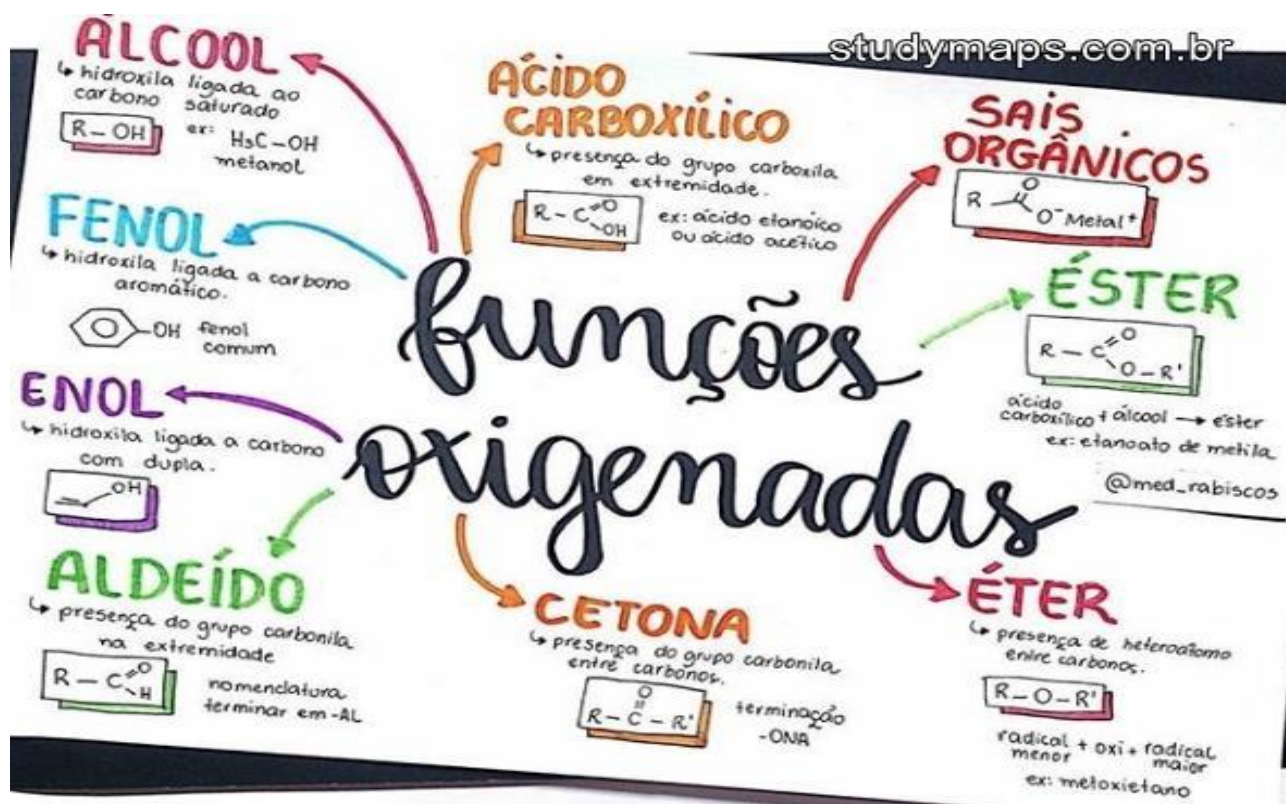 studymaps.com.br
ÁLCOOL
↳ hidroxila ligada ao
carbono saturado
R – OH
ex: H₃C – OH
metanol
ÁCIDO
CARBOXÍLICO
↳ presença do grupo carboxila
em extremidade.
R – C
O
OH
ex: ácido etanóico
ou ácido acético
SAIS
ORGÂNICOS
O
R
O⁻ Metal⁺
FENOL
↳ hidroxila ligada a carbono
aromático.
OH
fenol
comum
funções
oxigenadas
ÉSTER
O
R – C
O – R'
ácido
carboxílico + álcool → éster
ex: etanoato de metila
@med_rabiscos
ENOL
↳ hidroxila ligada a carbono
com dupla.
OH
ALDEÍDO
↳ presença do grupo carbonila
na extremidade
R – C
O
H
nomenclatura
terminar em -AL
CETONA
↳ presença do grupo carbonila
entre carbonos.
O
R – C – R'
terminação
-ONA
ÉTER
↳ presença de heteroátomo
entre carbonos.
R – O – R'
radical + oxi + radical
menor maior
ex: metoxietano